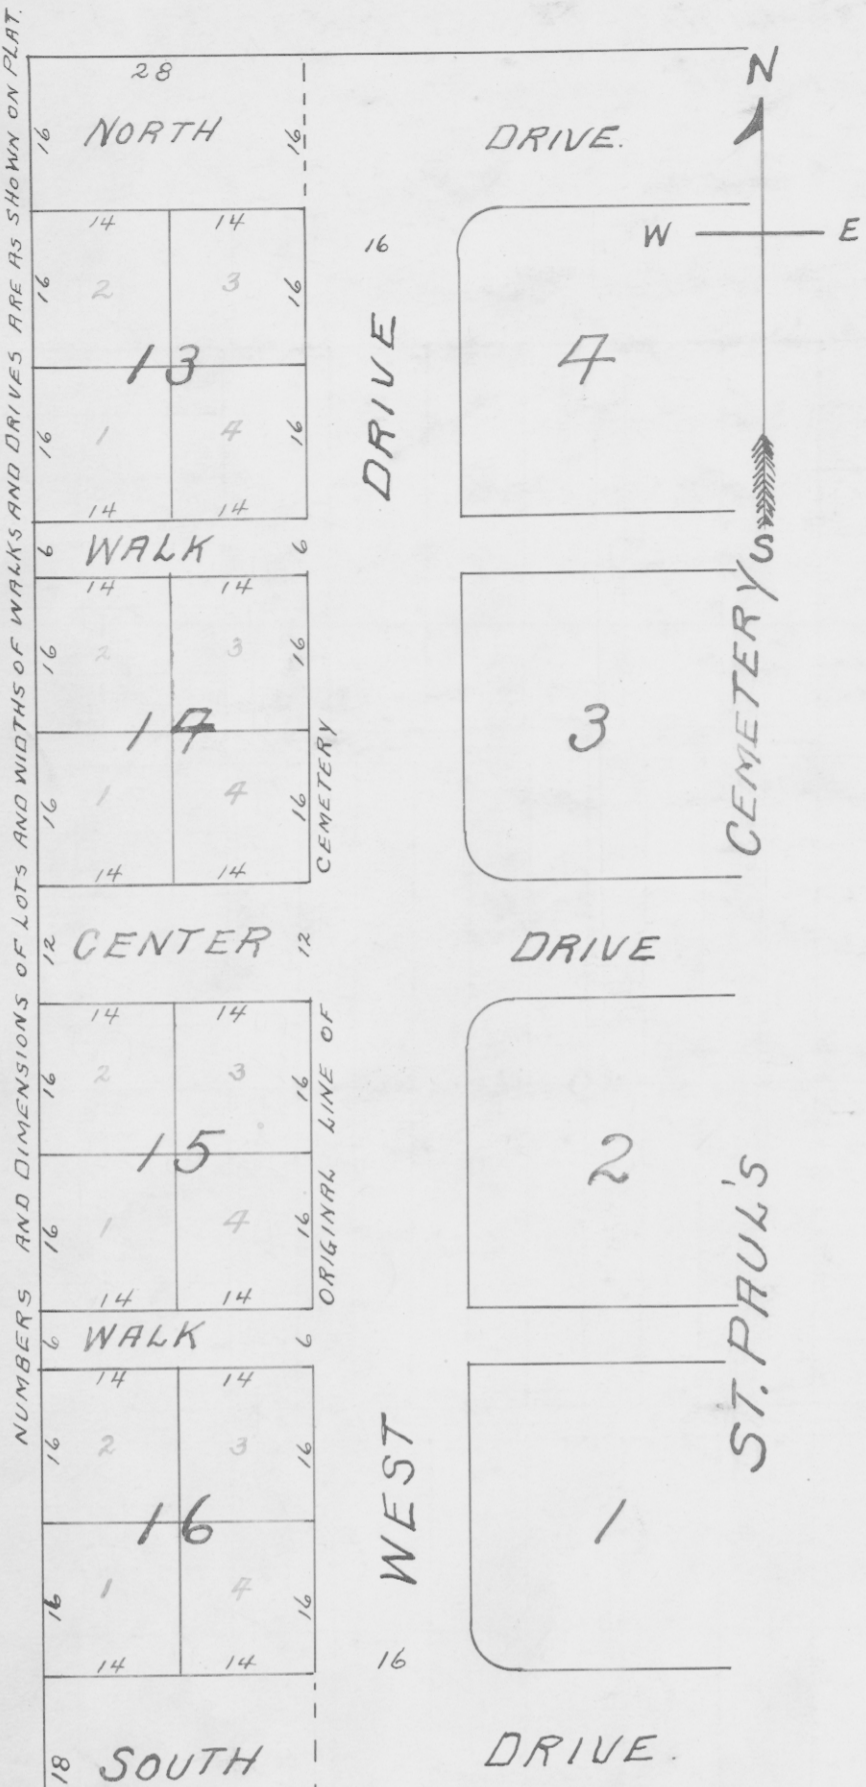 NUMBERS AND DIMENSIONS OF LOTS AND WIDTHS OF WALKS AND DRIVES ARE AS SHOWN ON PLAT.
28
N
16 NORTH 16 DRIVE.
W E
14 14
16 2 3 16
13
16 1 4 16
14 14
16
DRIVE
4
S
6 WALK 6
14 14
16 2 3 16
14
16 1 4 16
14 14
3
12 CENTER 12 DRIVE
14 14
16 2 3 16
15
16 1 4 16
14 14
ORIGINAL LINE OF CEMETERY
2
ST. PAUL'S CEMETERY
6 WALK 6
14 14
16 2 3 16
16
16 1 4 16
14 14
WEST
16
1
18 SOUTH DRIVE.